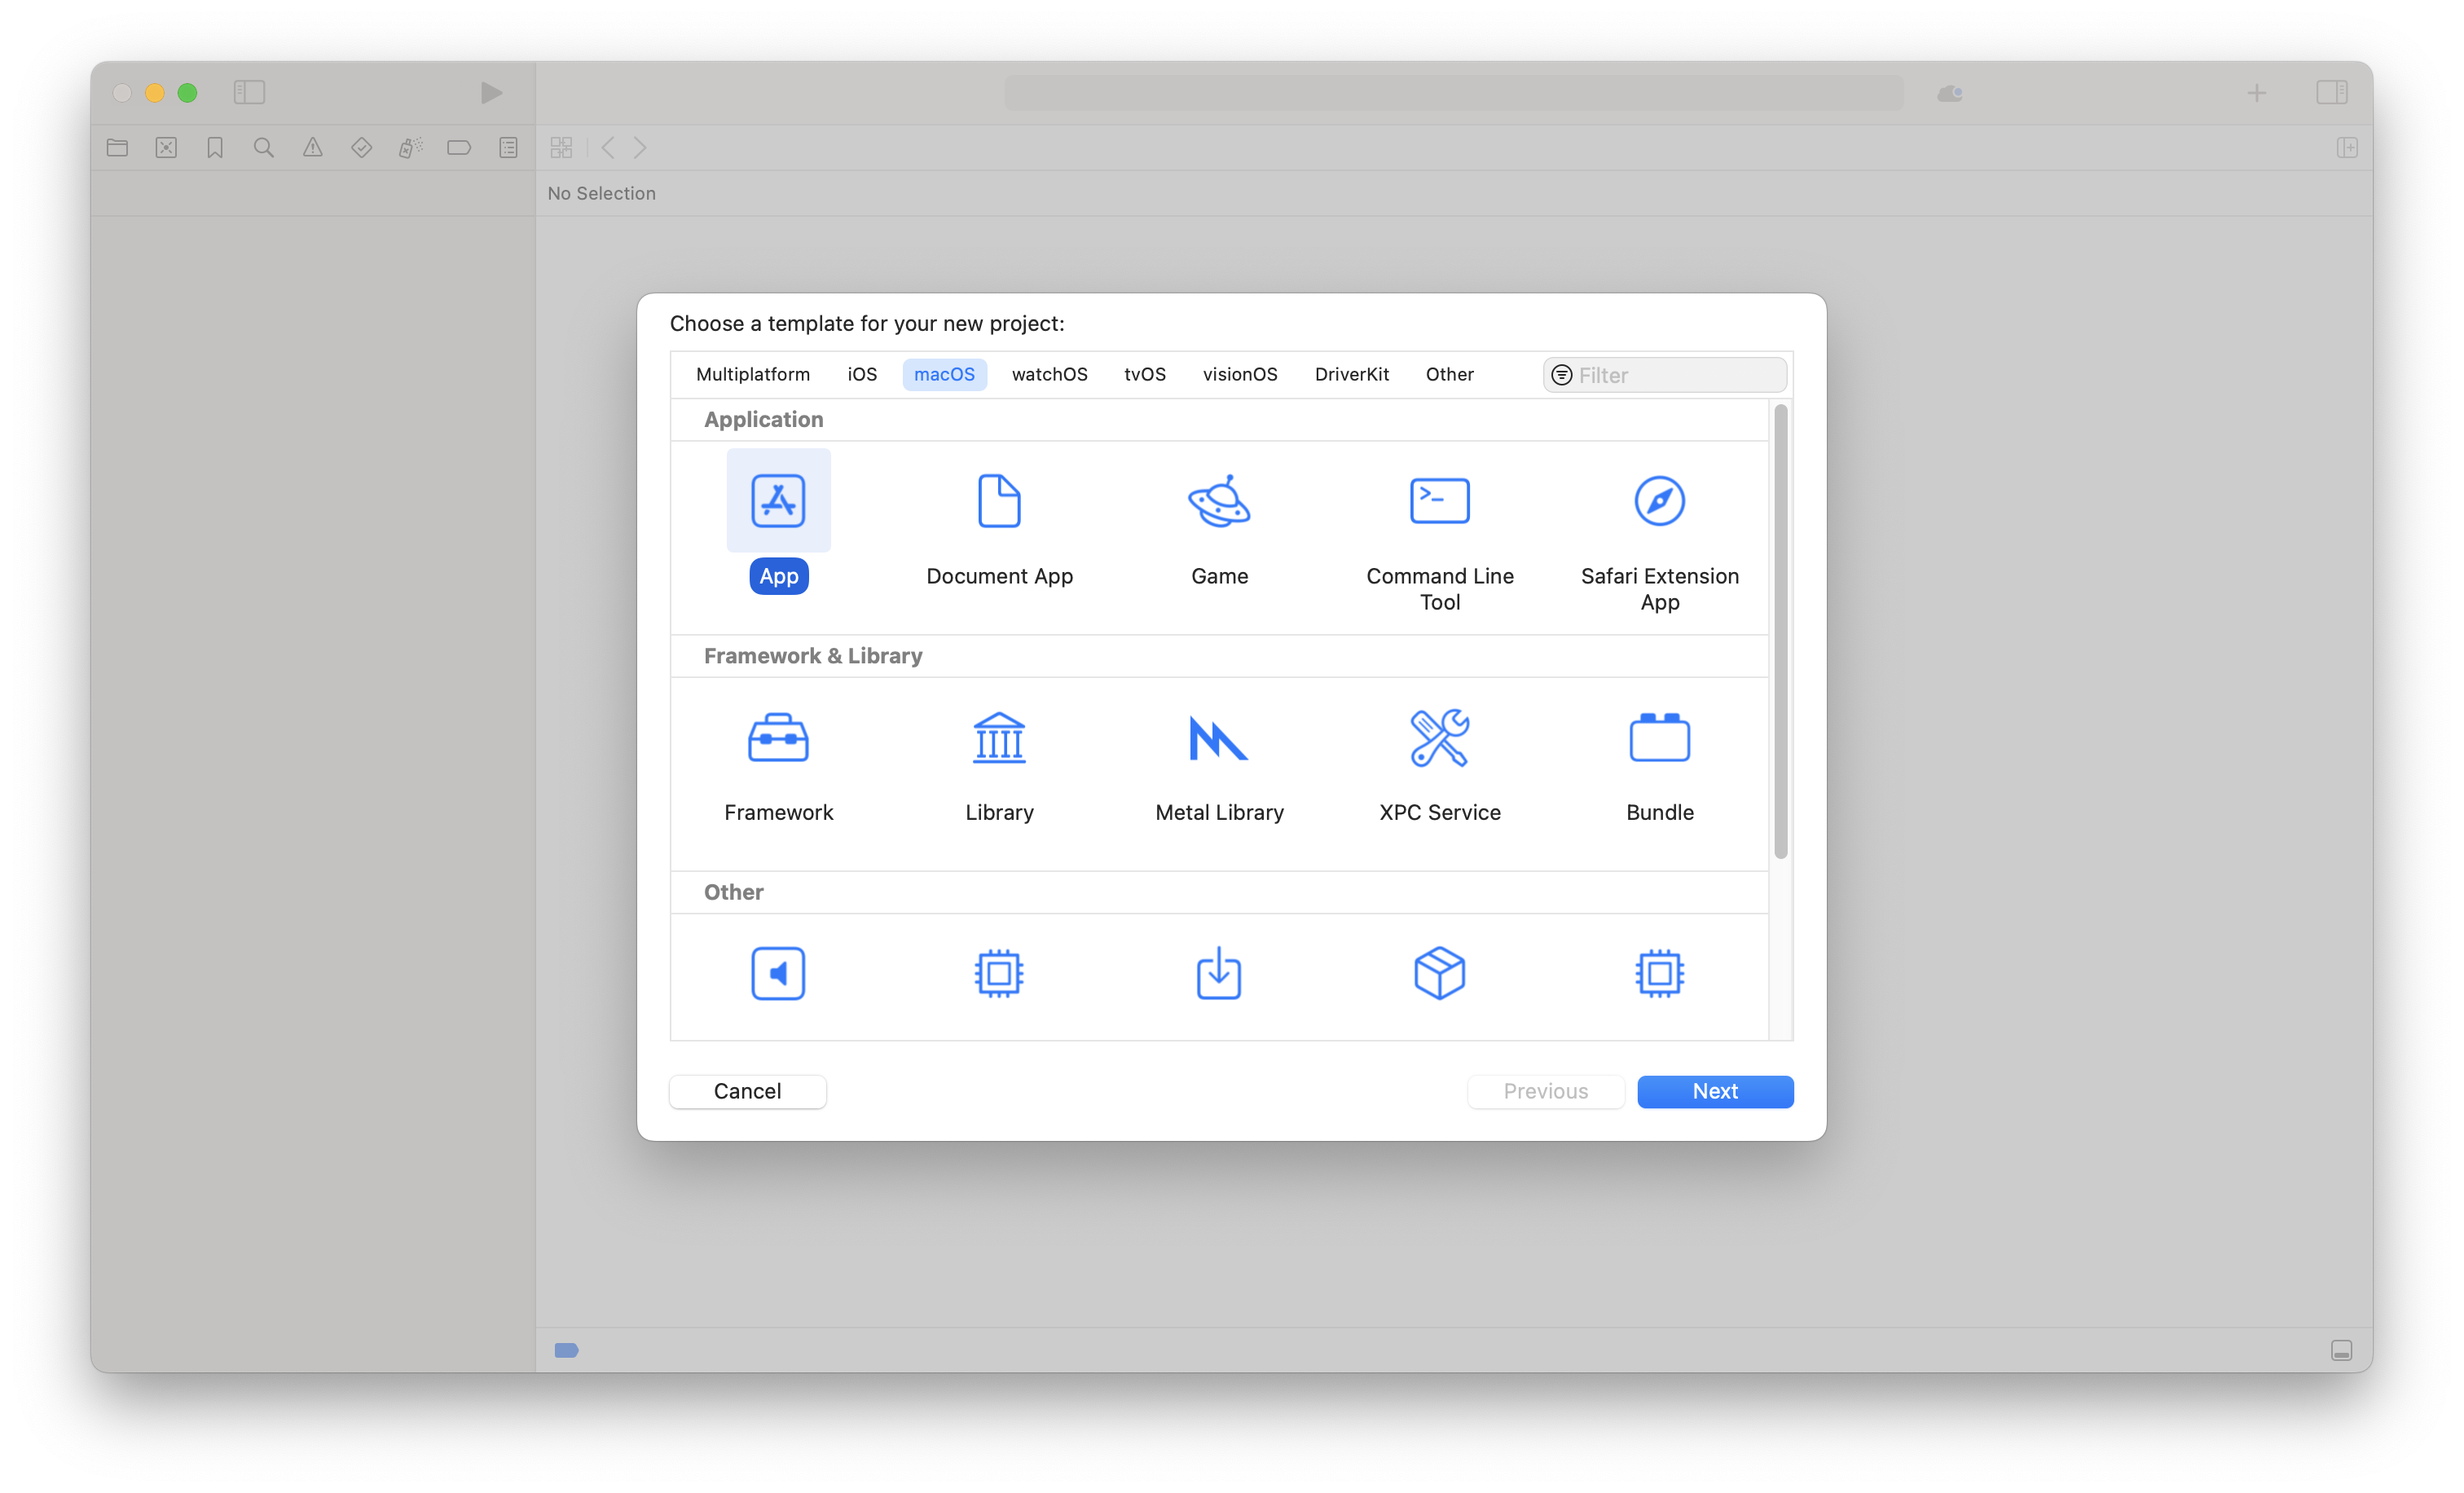 No Selection
Choose a template for your new project:
Multiplatform iOS macOS watchOS tvOS visionOS DriverKit Other Filter
Application
App Document App Game Command Line Tool Safari Extension App
Framework & Library
Framework Library Metal Library XPC Service Bundle
Other
Cancel Previous Next